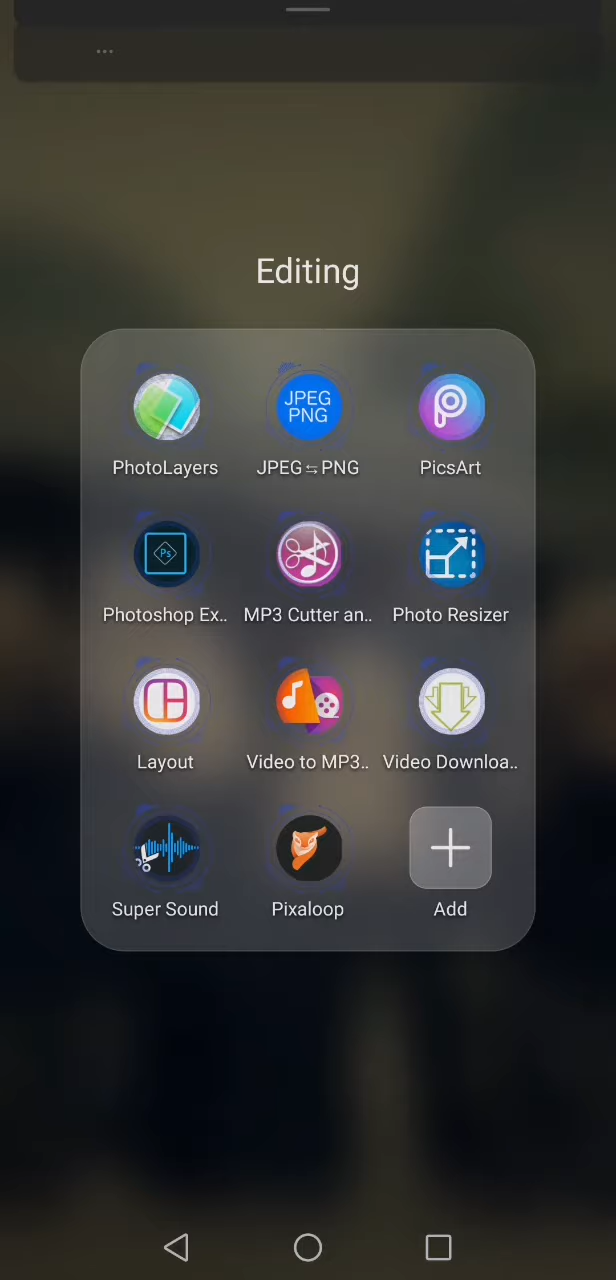 Editing
JPEG
PNG
PhotoLayers
JPEG⇆PNG
PicsArt
Ps
Photoshop Ex..
MP3 Cutter an..
Photo Resizer
Layout
Video to MP3..
Video Downloa..
Super Sound
Pixaloop
Add